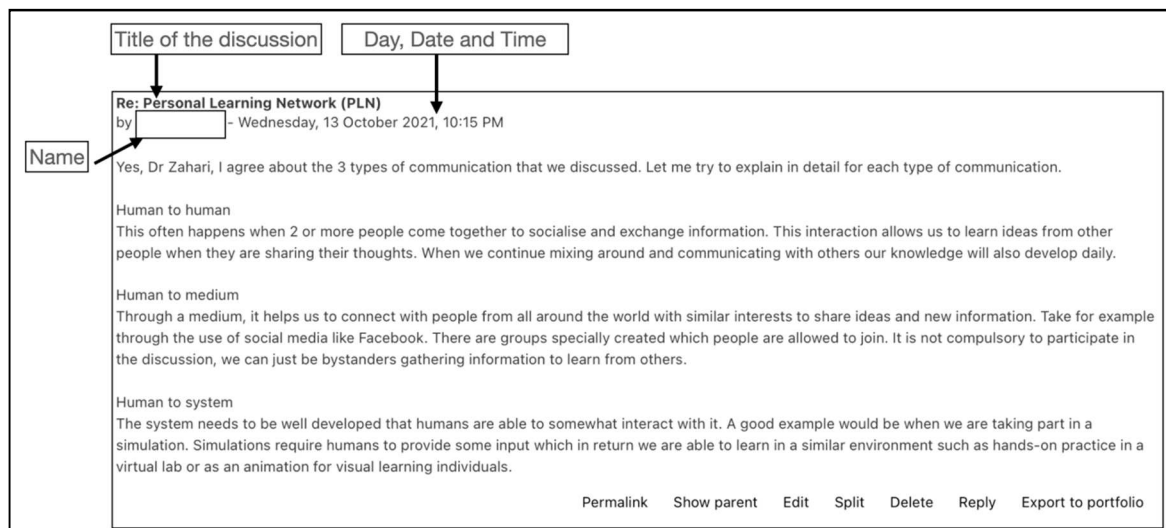 Title of the discussion
Day, Date and Time
Re: Personal Learning Network (PLN)
by - Wednesday, 13 October 2021, 10:15 PM
Name
Yes, Dr Zahari, I agree about the 3 types of communication that we discussed. Let me try to explain in detail for each type of communication.
Human to human
This often happens when 2 or more people come together to socialise and exchange information. This interaction allows us to learn ideas from other
people when they are sharing their thoughts. When we continue mixing around and communicating with others our knowledge will also develop daily.
Human to medium
Through a medium, it helps us to connect with people from all around the world with similar interests to share ideas and new information. Take for example
through the use of social media like Facebook. There are groups specially created which people are allowed to join. It is not compulsory to participate in
the discussion, we can just be bystanders gathering information to learn from others.
Human to system
The system needs to be well developed that humans are able to somewhat interact with it. A good example would be when we are taking part in a
simulation. Simulations require humans to provide some input which in return we are able to learn in a similar environment such as hands-on practice in a
virtual lab or as an animation for visual learning individuals.
Permalink Show parent Edit Split Delete Reply Export to portfolio